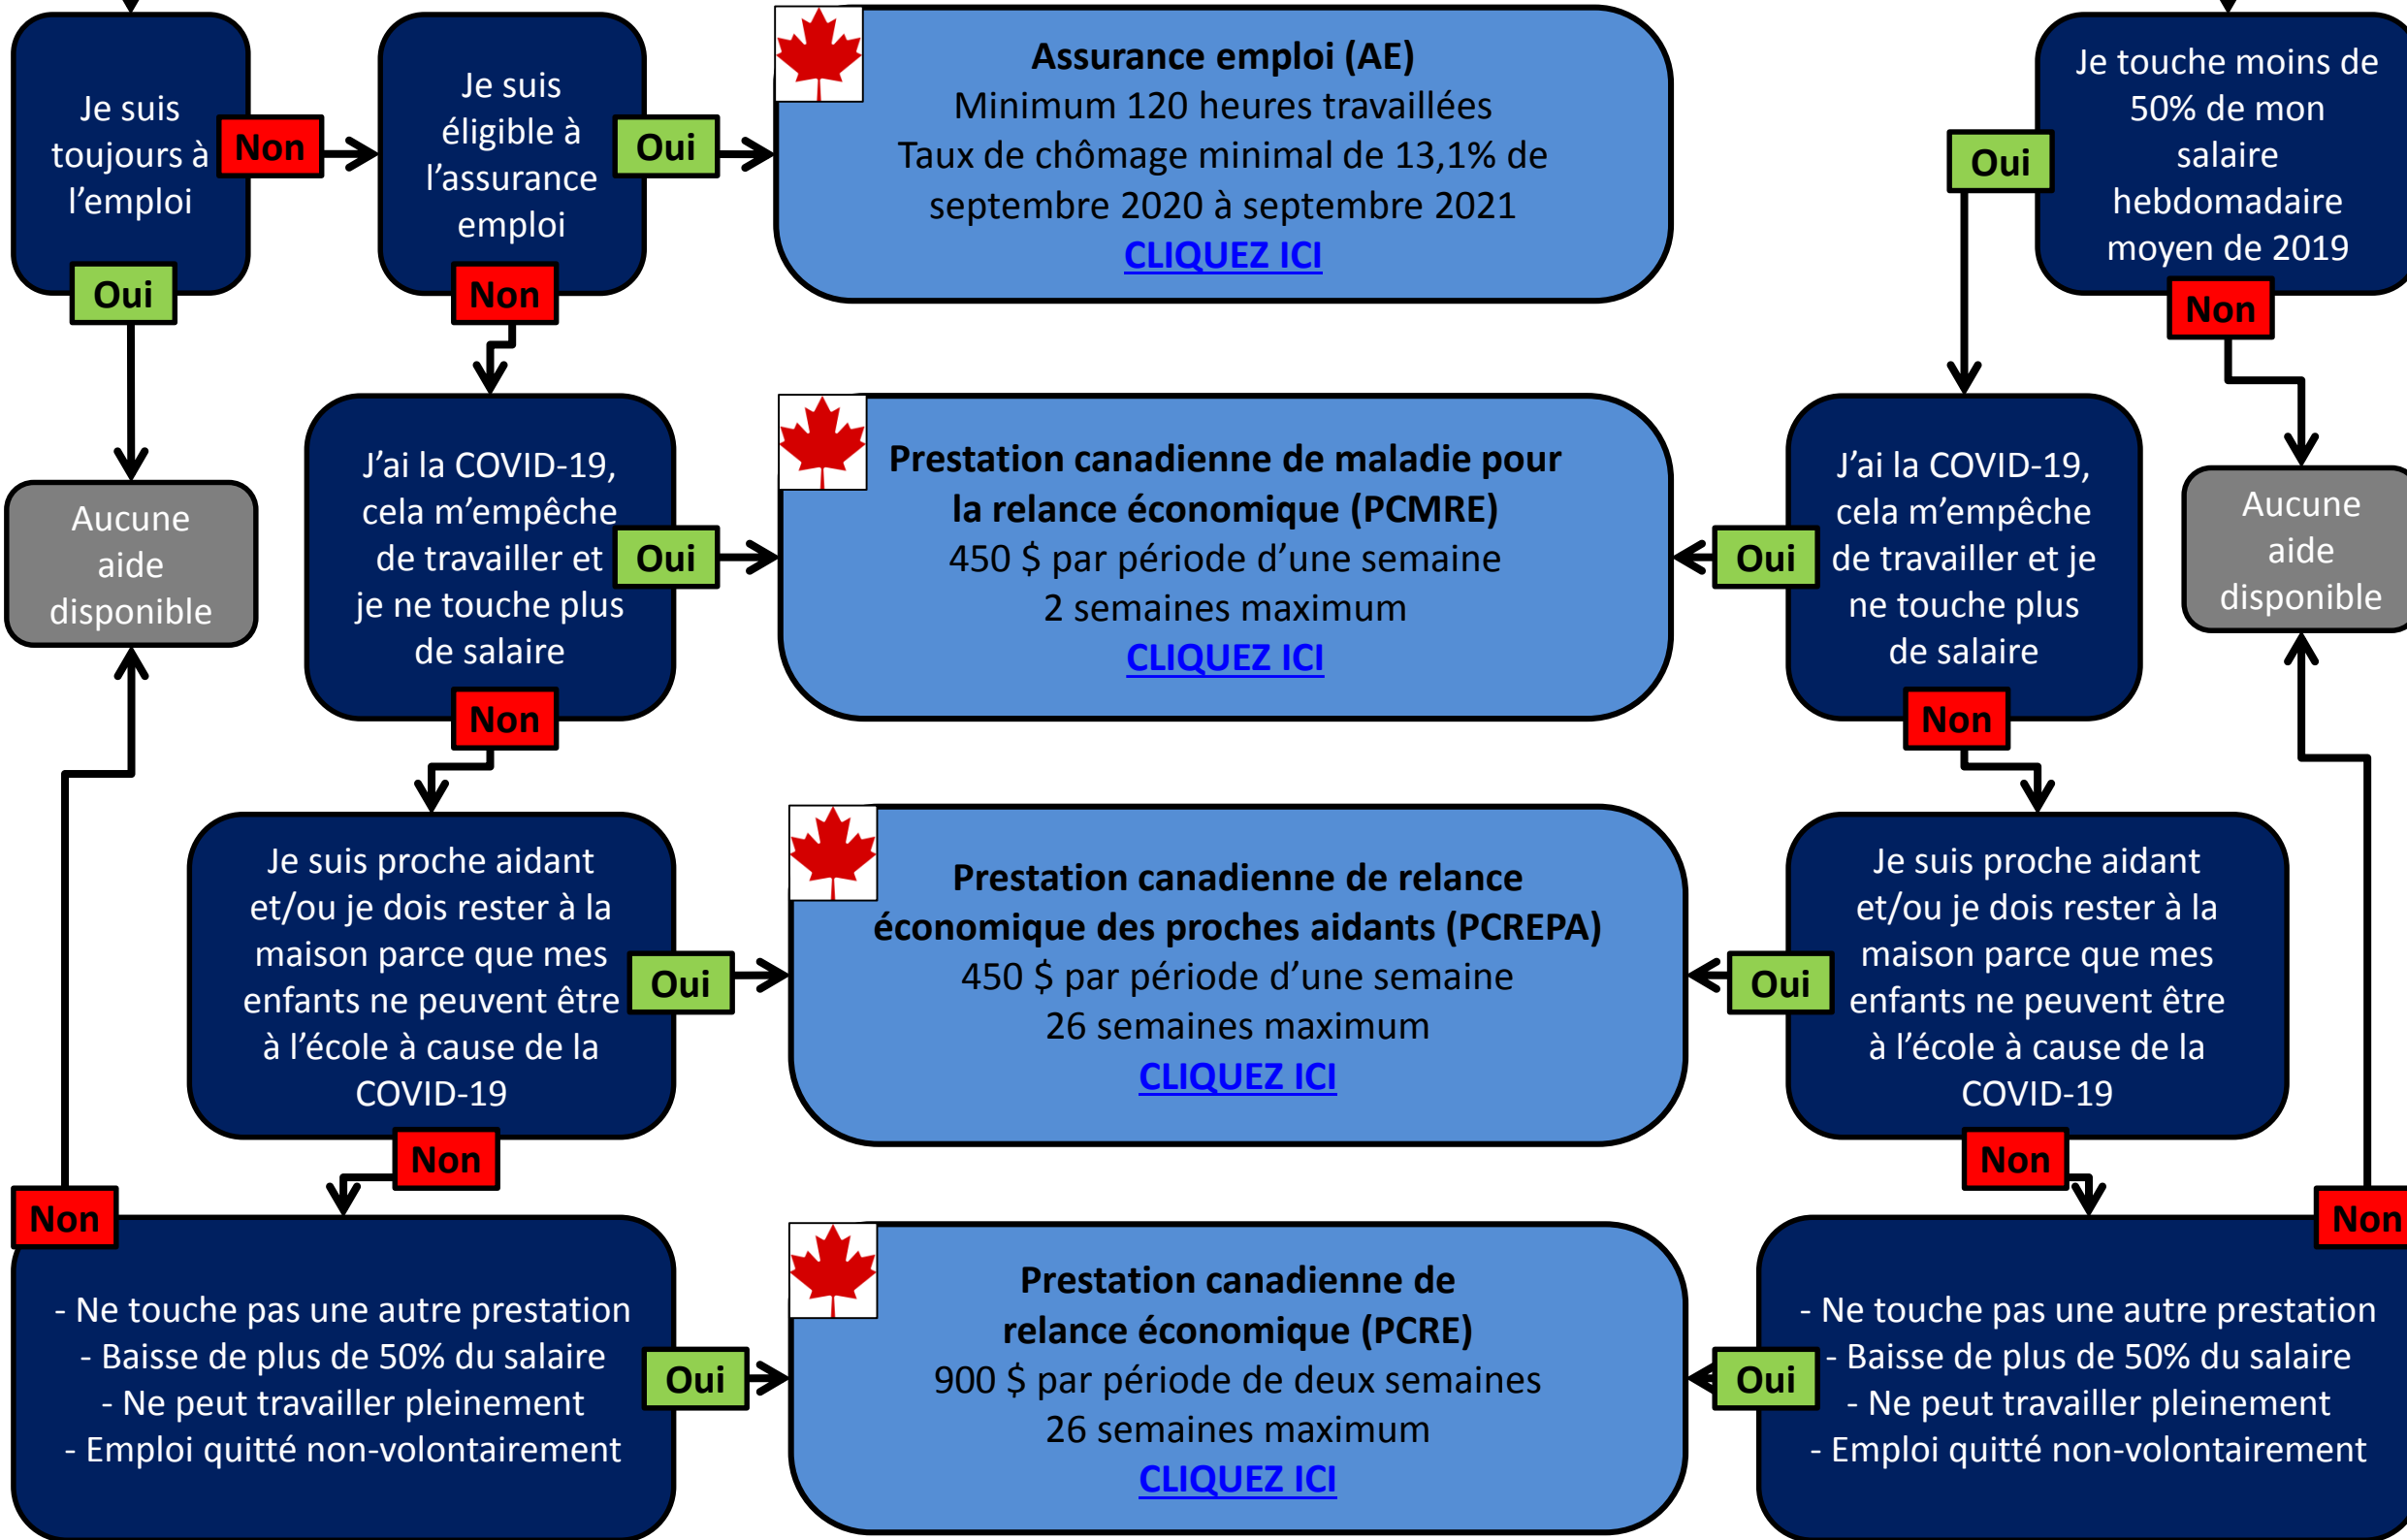 Je suis
toujours à
l’emploi
Non
Oui
Je suis
éligible à
l’assurance
emploi
Oui
Non
Assurance emploi (AE)
Minimum 120 heures travaillées
Taux de chômage minimal de 13,1% de
septembre 2020 à septembre 2021
CLIQUEZ ICI
Je touche moins de
50% de mon
salaire
hebdomadaire
moyen de 2019
Oui
Non
Aucune
aide
disponible
J’ai la COVID-19,
cela m’empêche
de travailler et
je ne touche plus
de salaire
Oui
Non
Prestation canadienne de maladie pour
la relance économique (PCMRE)
450 $ par période d’une semaine
2 semaines maximum
CLIQUEZ ICI
Oui
J’ai la COVID-19,
cela m’empêche
de travailler et je
ne touche plus
de salaire
Non
Aucune
aide
disponible
Je suis proche aidant
et/ou je dois rester à la
maison parce que mes
enfants ne peuvent être
à l’école à cause de la
COVID-19
Oui
Non
Prestation canadienne de relance
économique des proches aidants (PCREPA)
450 $ par période d’une semaine
26 semaines maximum
CLIQUEZ ICI
Oui
Je suis proche aidant
et/ou je dois rester à la
maison parce que mes
enfants ne peuvent être
à l’école à cause de la
COVID-19
Non
Non
- Ne touche pas une autre prestation
- Baisse de plus de 50% du salaire
- Ne peut travailler pleinement
- Emploi quitté non-volontairement
Oui
Prestation canadienne de
relance économique (PCRE)
900 $ par période de deux semaines
26 semaines maximum
CLIQUEZ ICI
Oui
Non
- Ne touche pas une autre prestation
- Baisse de plus de 50% du salaire
- Ne peut travailler pleinement
- Emploi quitté non-volontairement